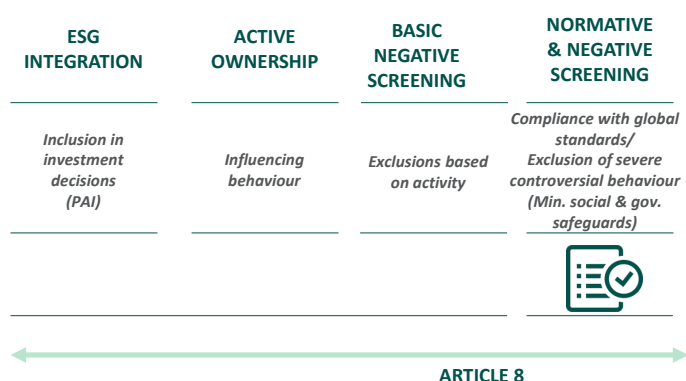 ESG
INTEGRATION
Inclusion in
investment
decisions
(PAI)
ACTIVE
OWNERSHIP
Influencing
behaviour
BASIC
NEGATIVE
SCREENING
Exclusions based
on activity
NORMATIVE
& NEGATIVE
SCREENING
Compliance with global
standards/
Exclusion of severe
controversial behaviour
(Min. social & gov.
safeguards)
ARTICLE 8